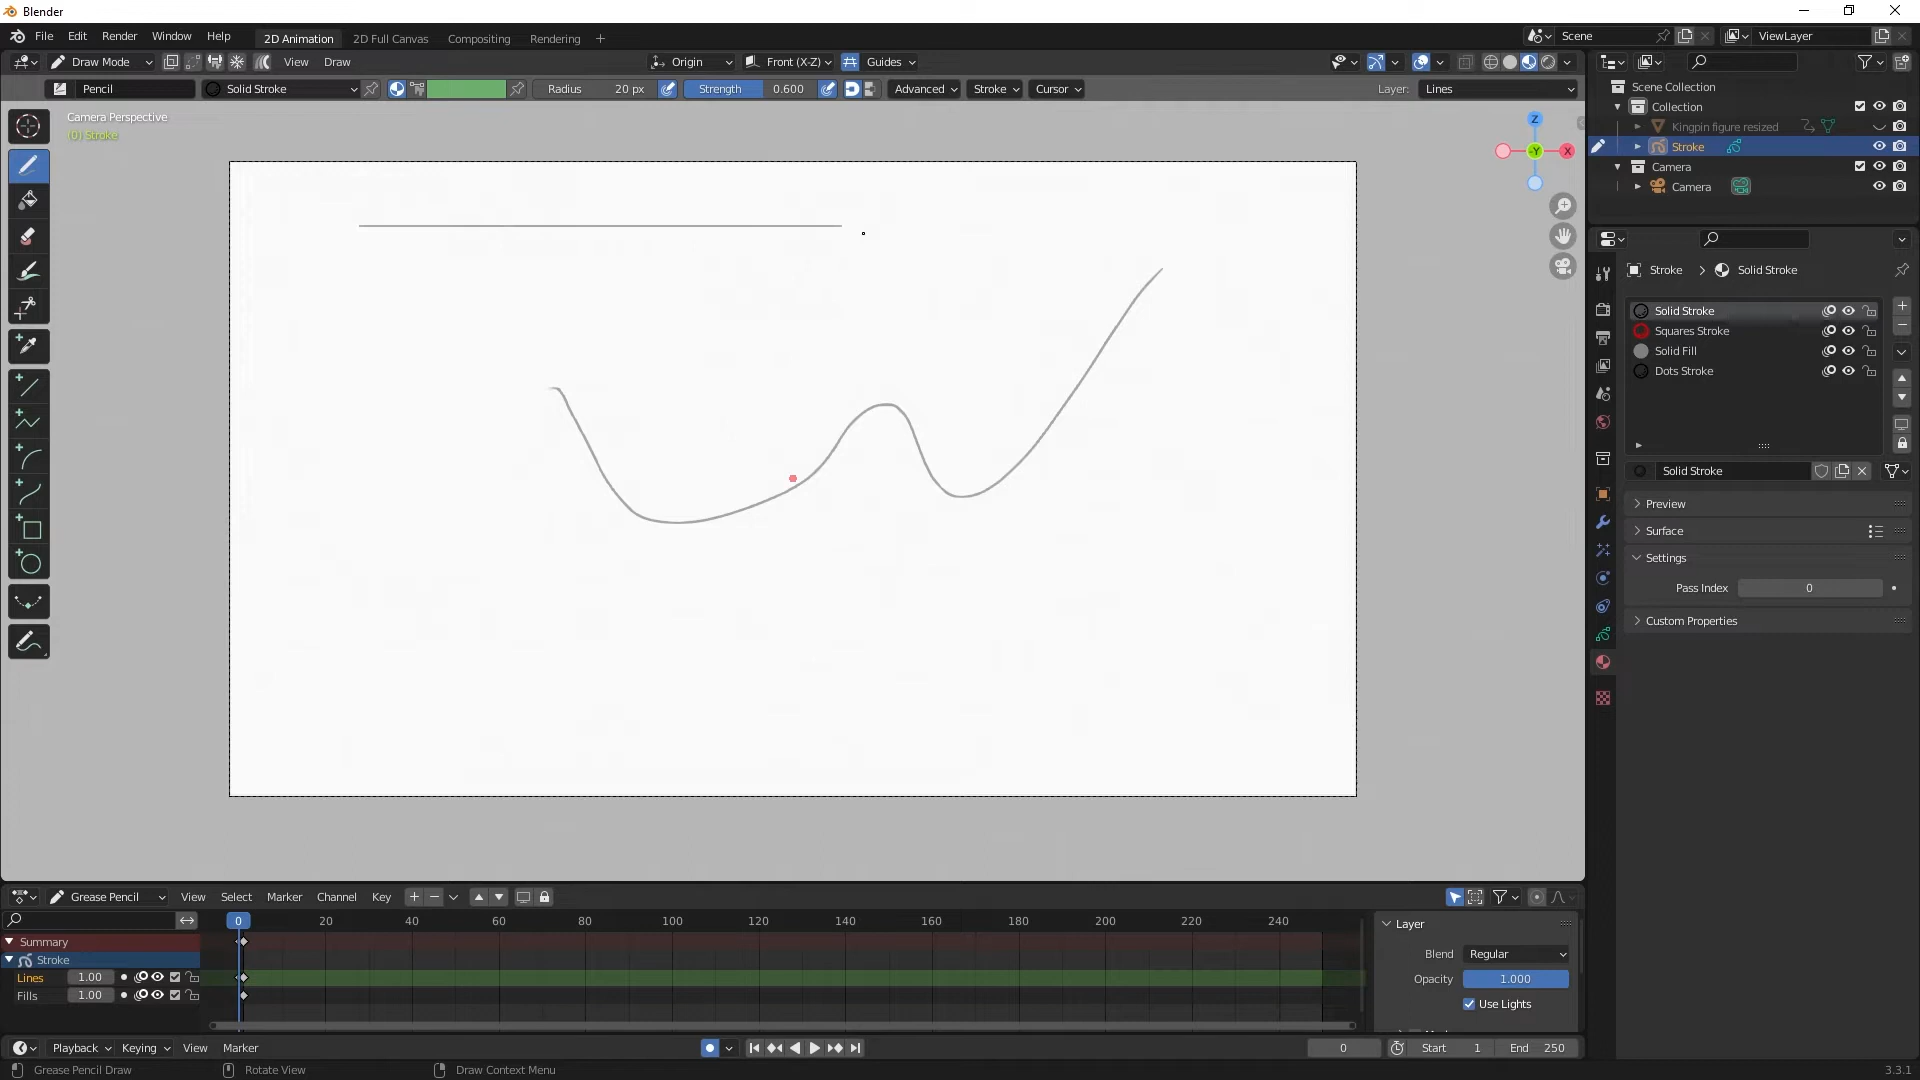 Blender
File Edit Render Window Help 2D Animation 2D Full Canvas Compositing Rendering + Scene ViewLayer
Draw Mode View Draw Origin Front (X-Z) Guides
Pencil Solid Stroke Radius 20 px Strength 0.600 Advanced Stroke Cursor Layer: Lines
Camera Perspective
(0) Stroke
Z
-Y X
Scene Collection
Collection
Kingpin figure resized
Stroke
Camera
Camera
Stroke > Solid Stroke
Solid Stroke
Squares Stroke
Solid Fill
Dots Stroke
Solid Stroke
Preview
Surface
Settings
Pass Index 0
Custom Properties
Grease Pencil View Select Marker Channel Key
0 20 40 60 80 100 120 140 160 180 200 220 240
Summary
Stroke
Lines 1.00
Fills 1.00
Layer
Blend Regular
Opacity 1.000
Use Lights
Playback Keying View Marker 0 Start 1 End 250
Grease Pencil Draw Rotate View Draw Context Menu 3.3.1